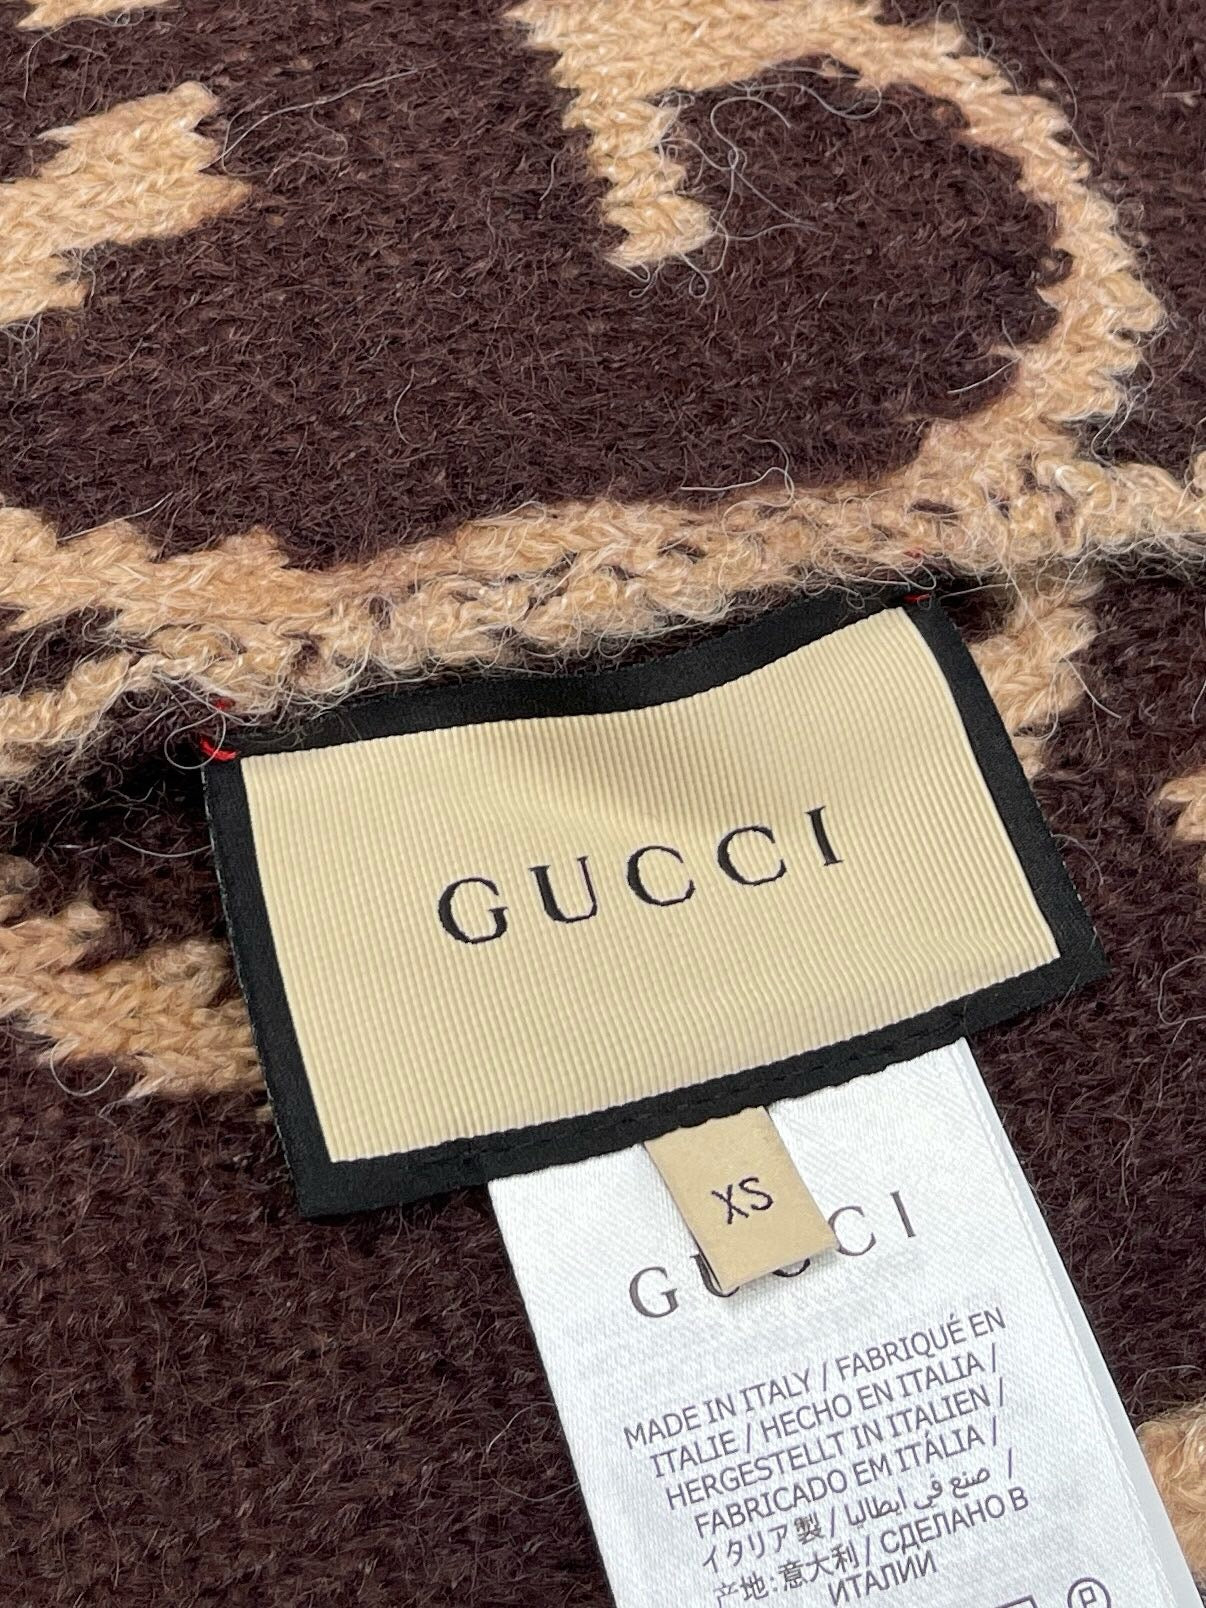 GUCCI
XS
GUCCI
MADE IN ITALY / FABRIQUÉ EN
ITALIE / HECHO EN ITALIA /
HERGESTELLT IN ITALIEN /
FABRICADO EM ITÁLIA /
イタリア製 / صنع في ايطاليا /
产地:意大利 / СДЕЛАНО В
ИТАЛИИ
P